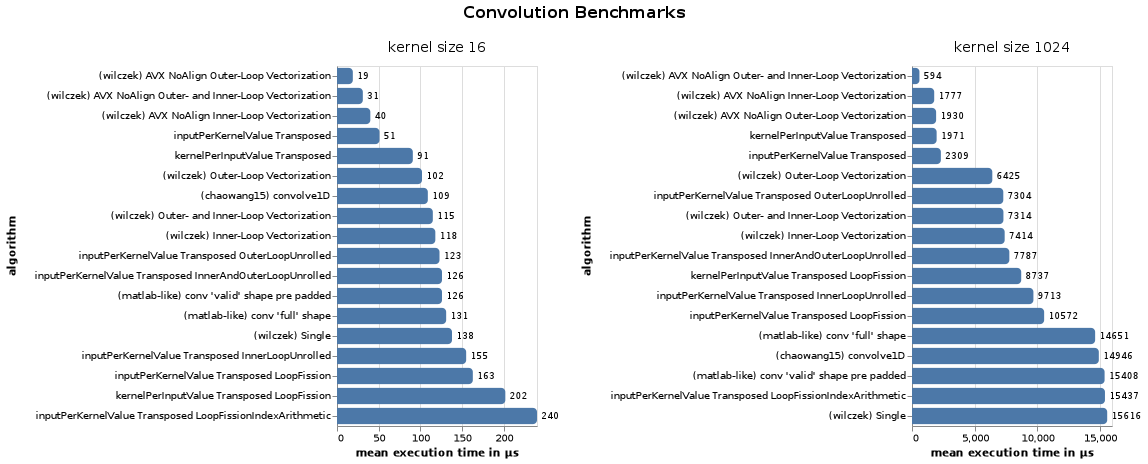 Convolution Benchmarks
kernel size 16
algorithm
(wilczek) AVX NoAlign Outer-Loop Vectorization 19
(wilczek) AVX NoAlign Outer- and Inner-Loop Vectorization 31
(wilczek) AVX NoAlign Inner-Loop Vectorization 40
inputPerKernelValue Transposed 51
kernelPerInputValue Transposed 91
(wilczek) Outer-Loop Vectorization 102
(chaowang15) convolve1D 109
(wilczek) Outer- and Inner-Loop Vectorization 115
(wilczek) Inner-Loop Vectorization 118
inputPerKernelValue Transposed OuterLoopUnrolled 123
inputPerKernelValue Transposed InnerAndOuterLoopUnrolled 126
(matlab-like) conv 'valid' shape pre padded 126
(matlab-like) conv 'full' shape 131
(wilczek) Single 138
inputPerKernelValue Transposed InnerLoopUnrolled 155
inputPerKernelValue Transposed LoopFission 163
kernelPerInputValue Transposed LoopFission 202
inputPerKernelValue Transposed LoopFissionIndexArithmetic 240
0 50 100 150 200
mean execution time in µs
kernel size 1024
algorithm
(wilczek) AVX NoAlign Outer- and Inner-Loop Vectorization 594
(wilczek) AVX NoAlign Inner-Loop Vectorization 1777
(wilczek) AVX NoAlign Outer-Loop Vectorization 1930
kernelPerInputValue Transposed 1971
inputPerKernelValue Transposed 2309
(wilczek) Outer-Loop Vectorization 6425
inputPerKernelValue Transposed OuterLoopUnrolled 7304
(wilczek) Outer- and Inner-Loop Vectorization 7314
(wilczek) Inner-Loop Vectorization 7414
inputPerKernelValue Transposed InnerAndOuterLoopUnrolled 7787
kernelPerInputValue Transposed LoopFission 8737
inputPerKernelValue Transposed InnerLoopUnrolled 9713
inputPerKernelValue Transposed LoopFission 10572
(matlab-like) conv 'full' shape 14651
(chaowang15) convolve1D 14946
(matlab-like) conv 'valid' shape pre padded 15408
inputPerKernelValue Transposed LoopFissionIndexArithmetic 15437
(wilczek) Single 15616
0 5,000 10,000 15,000
mean execution time in µs